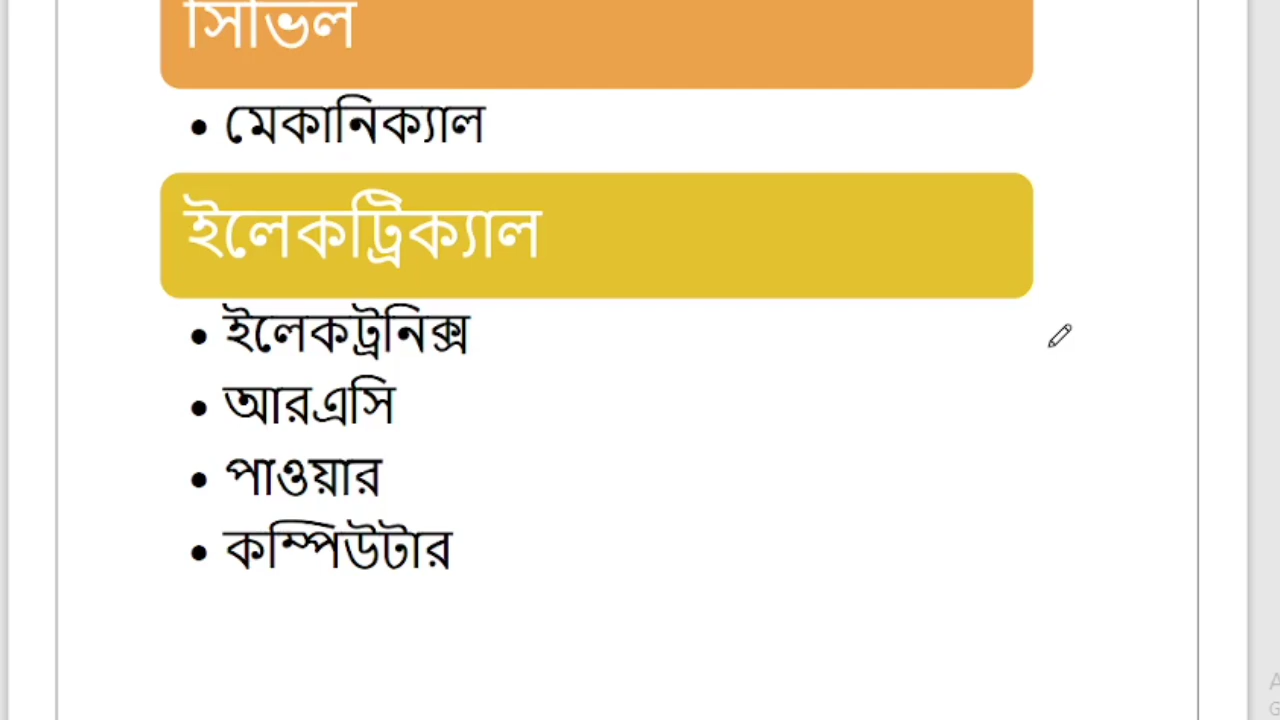 সিভিল
• মেকানিক্যাল
ইলেকট্রিক্যাল
• ইলেকট্রনিক্স
• আরএসি
• পাওয়ার
• কম্পিউটার